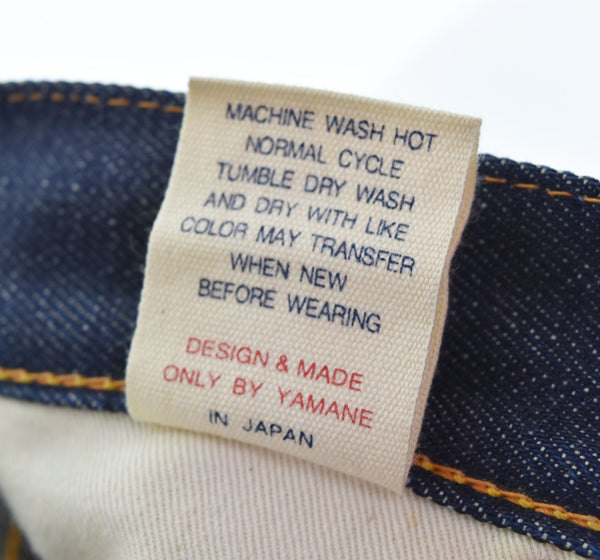 MACHINE WASH HOT
NORMAL CYCLE
TUMBLE DRY WASH
AND DRY WITH LIKE
COLOR MAY TRANSFER
WHEN NEW
BEFORE WEARING
DESIGN & MADE
ONLY BY YAMANE
IN JAPAN